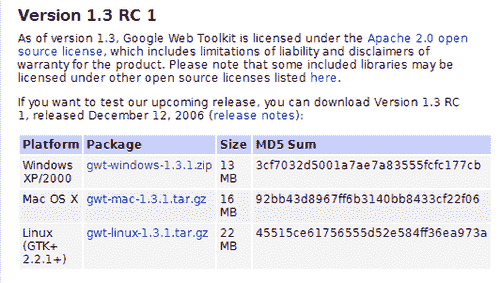 Version 1.3 RC 1
As of version 1.3, Google Web Toolkit is licensed under the Apache 2.0 open
source license, which includes limitations of liability and disclaimers of
warranty for the product. Please note that some included libraries may be
licensed under other open source licenses listed here.
If you want to test our upcoming release, you can download Version 1.3 RC
1, released December 12, 2006 (release notes):
Platform Package Size MD5 Sum
Windows gwt-windows-1.3.1.zip 13 3cf7032d5001a7ae7a83555fcfc177cb
XP/2000 MB
Mac OS X gwt-mac-1.3.1.tar.gz 16 92bb43d8967ff6b3140bb8433cf22f06
MB
Linux gwt-linux-1.3.1.tar.gz 22 45515ce61756555d52e584ff36ea973a
(GTK+ MB
2.2.1+)